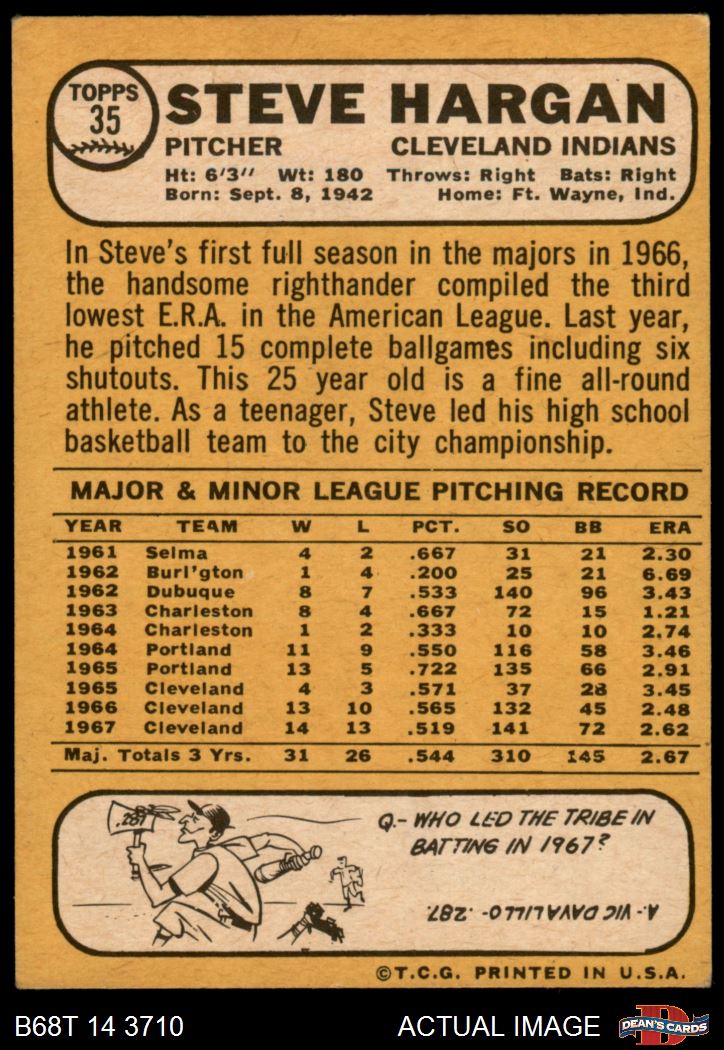 TOPPS
35
STEVE HARGAN
PITCHER CLEVELAND INDIANS
Ht: 6'3" Wt: 180 Throws: Right Bats: Right
Born: Sept. 8, 1942 Home: Ft. Wayne, Ind.
In Steve's first full season in the majors in 1966,
the handsome righthander compiled the third
lowest E.R.A. in the American League. Last year,
he pitched 15 complete ballgames including six
shutouts. This 25 year old is a fine all-round
athlete. As a teenager, Steve led his high school
basketball team to the city championship.
MAJOR & MINOR LEAGUE PITCHING RECORD
YEAR TEAM W L PCT. SO BB ERA
1961 Selma 4 2 .667 31 21 2.30
1962 Burl'gton 1 4 .200 25 21 6.69
1962 Dubuque 8 7 .533 140 96 3.43
1963 Charleston 8 4 .667 72 15 1.21
1964 Charleston 1 2 .333 10 10 2.74
1964 Portland 11 9 .550 116 58 3.46
1965 Portland 13 5 .722 135 66 2.91
1965 Cleveland 4 3 .571 37 28 3.45
1966 Cleveland 13 10 .565 132 45 2.48
1967 Cleveland 14 13 .519 141 72 2.62
Maj. Totals 3 Yrs. 31 26 .544 310 145 2.67
.287
Q.- WHO LED THE TRIBE IN
BATTING IN 1967?
A.- VIC DAVALILLO- .287.
©T.C.G. PRINTED IN U.S.A.
B68T 14 3710 ACTUAL IMAGE DEAN'S CARDS